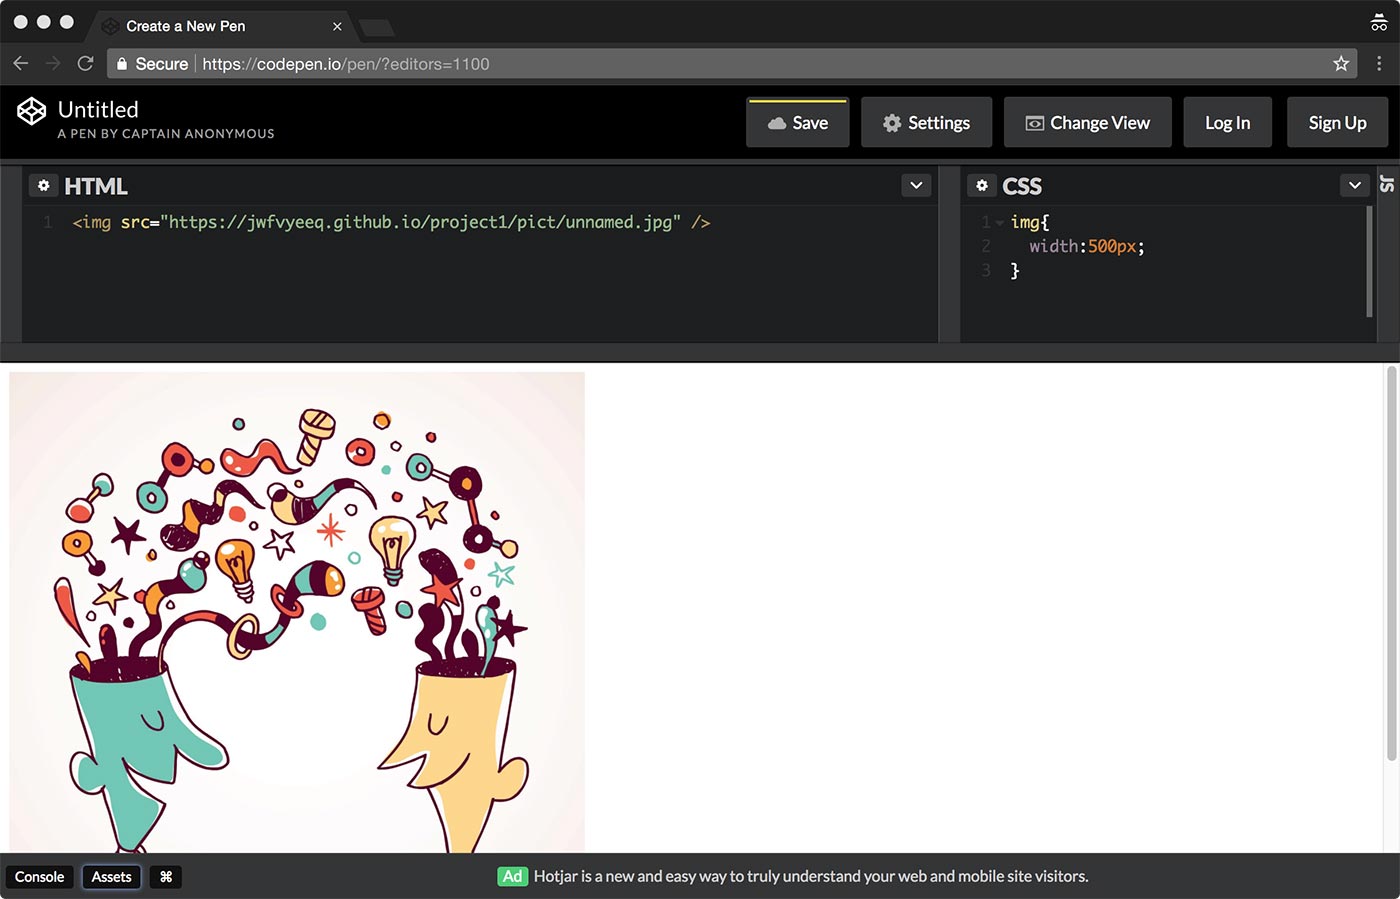 Create a New Pen
Secure https://codepen.io/pen/?editors=1100
Untitled
A PEN BY CAPTAIN ANONYMOUS
Save
Settings
Change View
Log In
Sign Up
HTML
1 <img src="https://jwfvyeeq.github.io/project1/pict/unnamed.jpg" />
CSS
1 img{
2 width:500px;
3 }
JS
Console
Assets
⌘
Ad Hotjar is a new and easy way to truly understand your web and mobile site visitors.